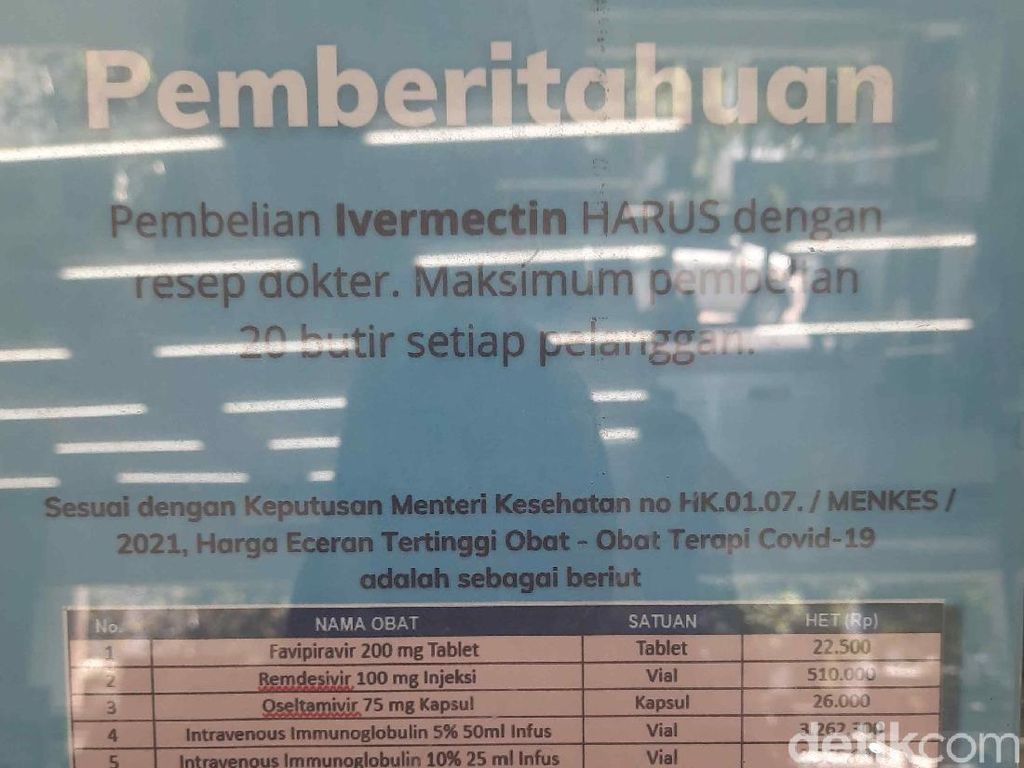 Pemberitahuan
Pembelian Ivermectin HARUS dengan
resep dokter. Maksimum pembelian
20 butir setiap pelanggan.
Sesuai dengan Keputusan Menteri Kesehatan no HK.01.07. / MENKES /
2021, Harga Eceran Tertinggi Obat - Obat Terapi Covid-19
adalah sebagai beriut
No. NAMA OBAT SATUAN HET (Rp)
1 Favipiravir 200 mg Tablet Tablet 22.500
2 Remdesivir 100 mg Injeksi Vial 510.000
3 Oseltamivir 75 mg Kapsul Kapsul 26.000
4 Intravenous Immunoglobulin 5% 50ml Infus Vial 3.262.300
5 Intravenous Immunoglobulin 10% 25 ml Infus Vial
detikcom